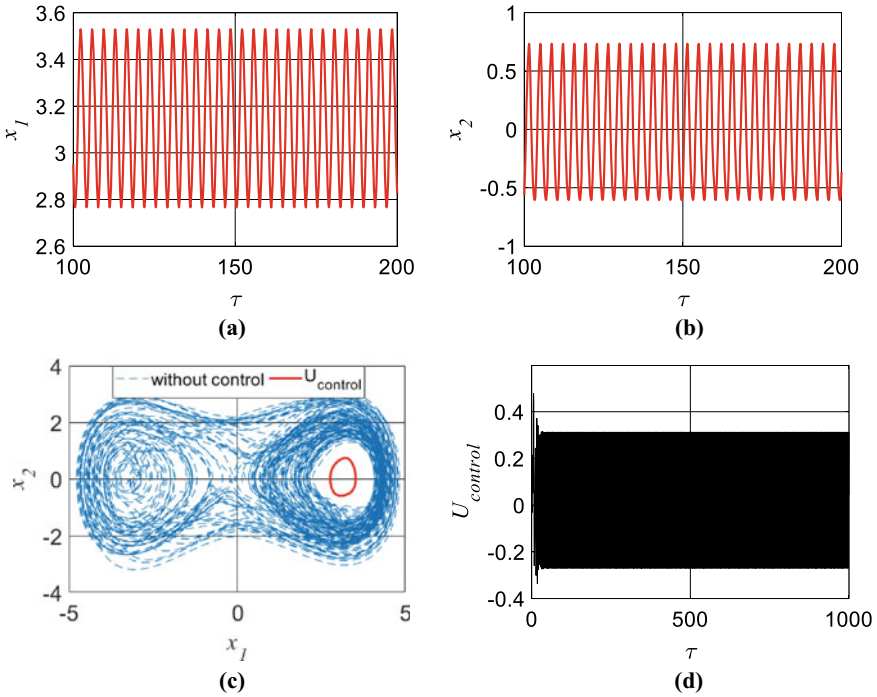 3.6
3.4
3.2
3
2.8
2.6
x1
100
150
200
τ
(a)
1
0.5
0
-0.5
-1
x2
100
150
200
τ
(b)
4
2
0
-2
-4
x2
without control
Ucontrol
-5
0
5
x1
(c)
0.4
0.2
0
-0.2
-0.4
Ucontrol
0
500
1000
τ
(d)